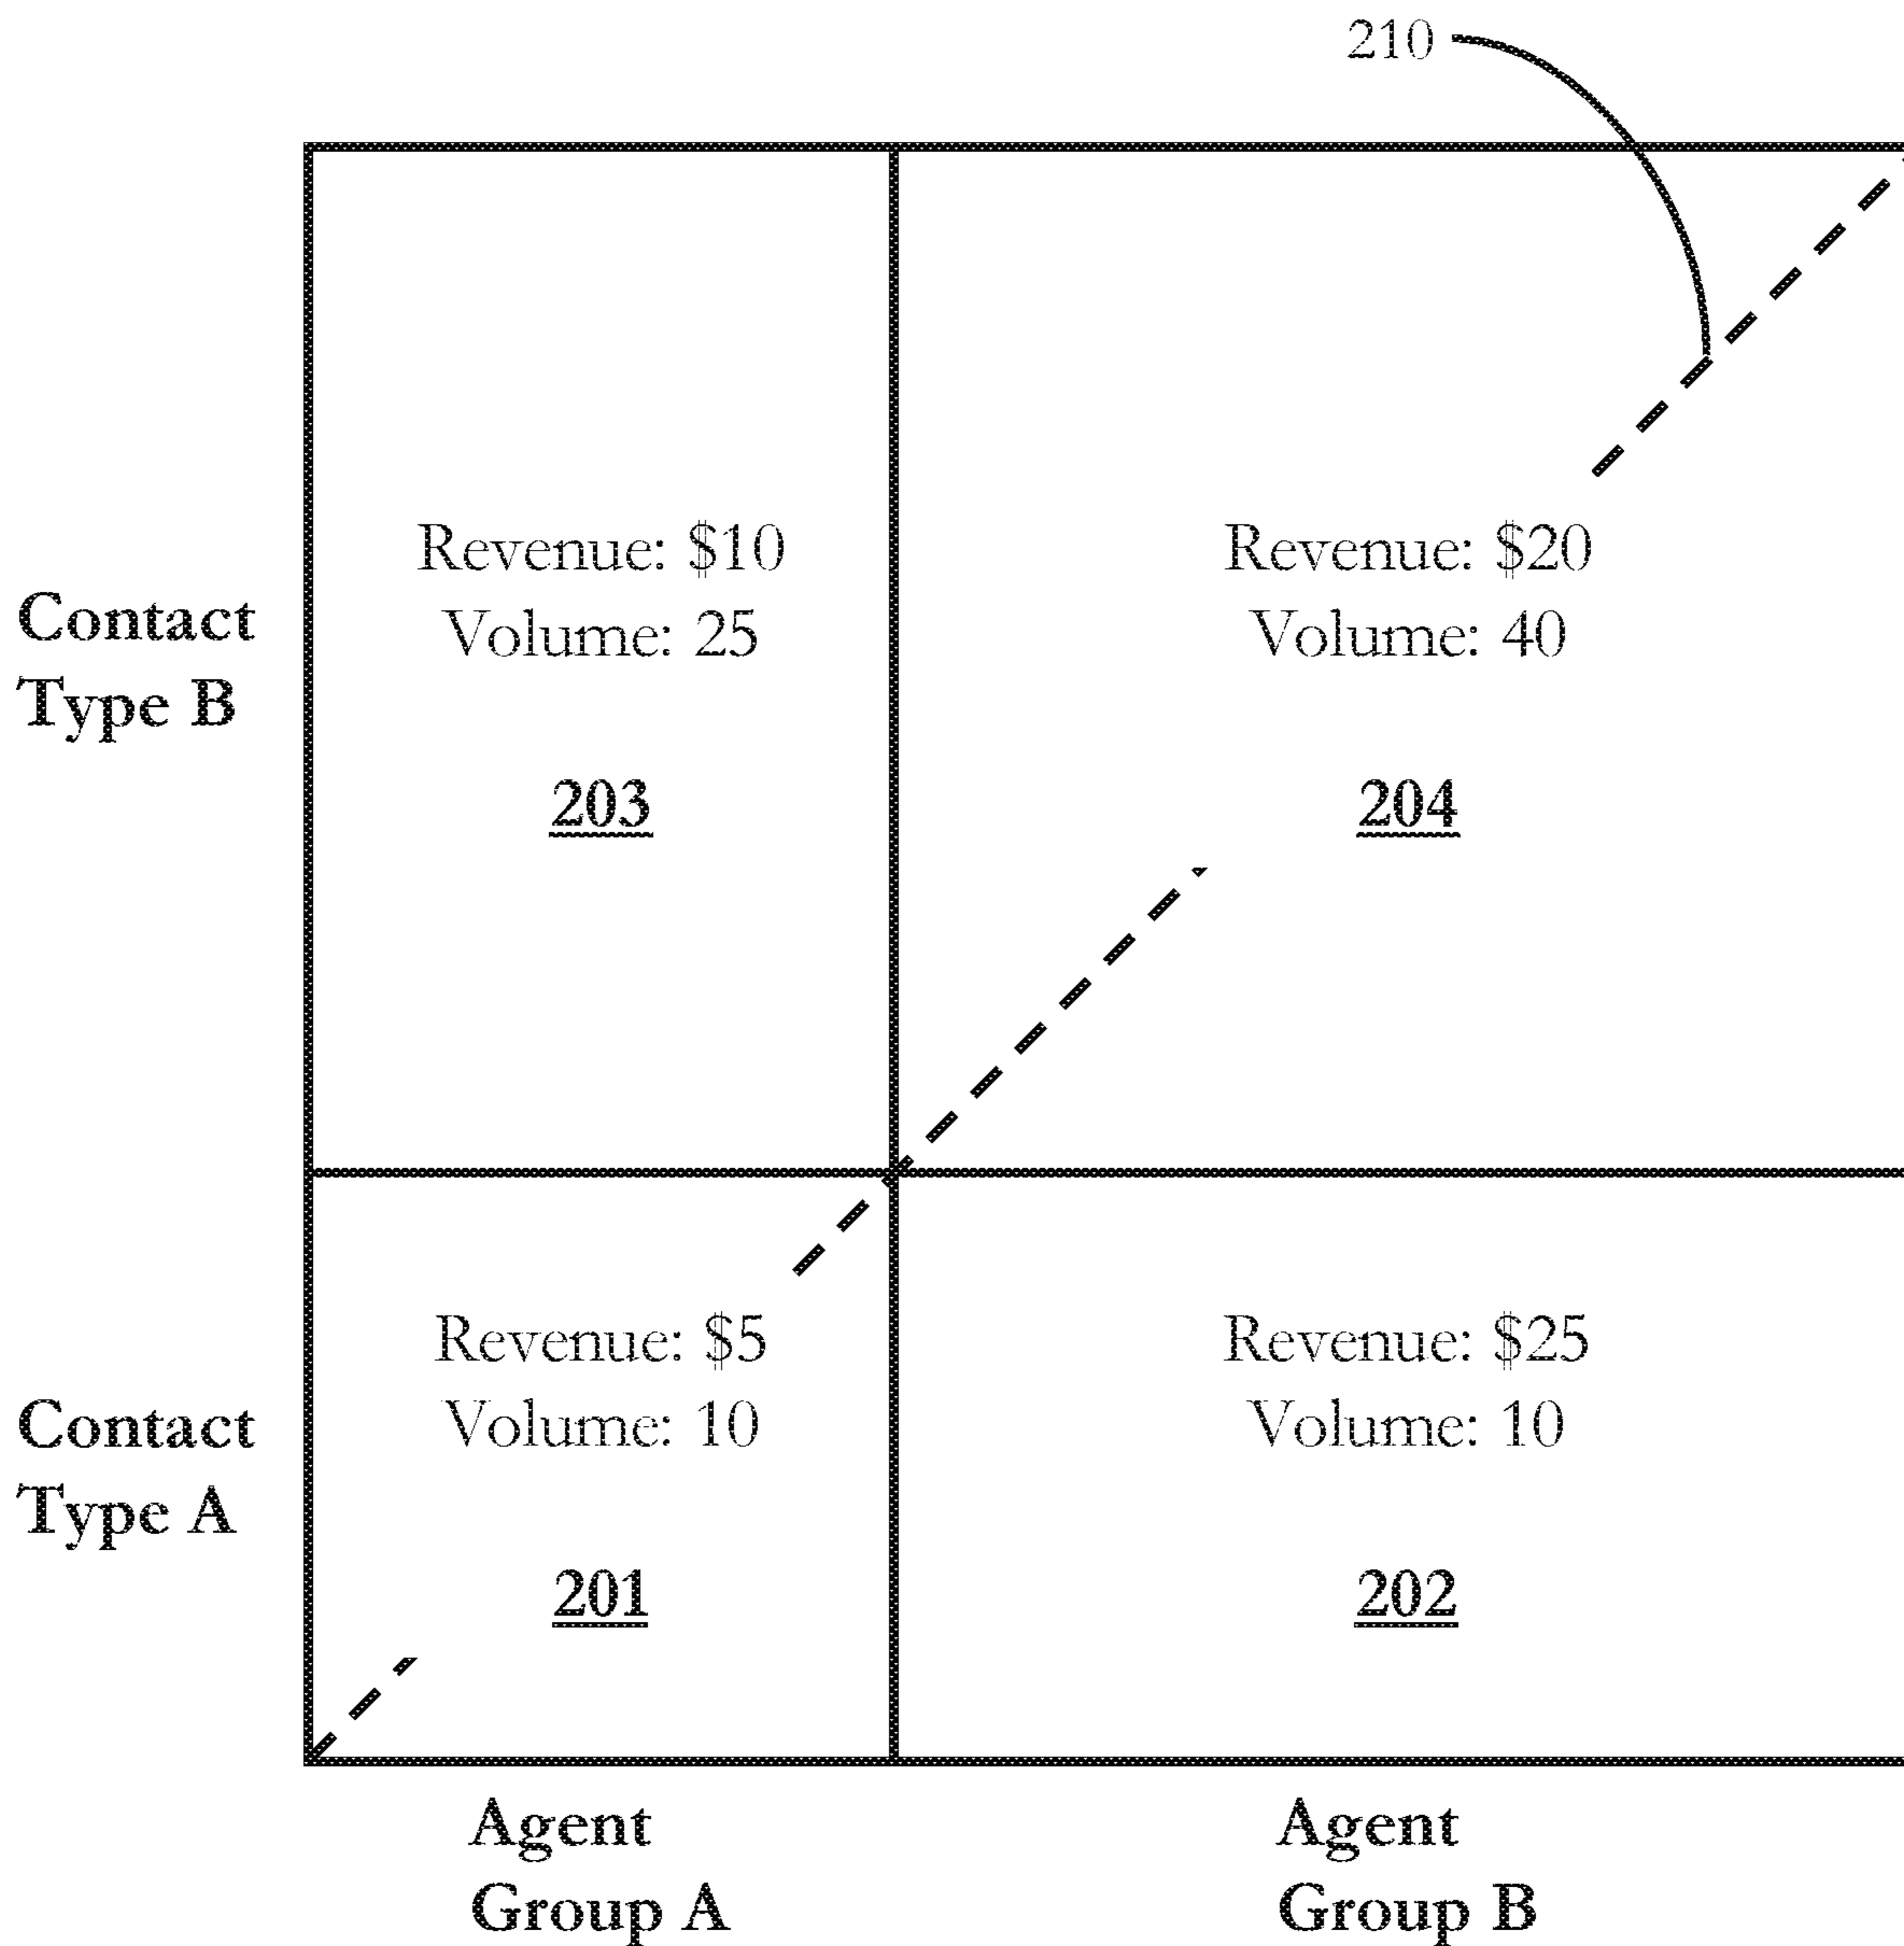 210
Contact
Type B
Revenue: $10
Volume: 25
203
Revenue: $20
Volume: 40
204
Contact
Type A
Revenue: $5
Volume: 10
201
Revenue: $25
Volume: 10
202
Agent
Group A
Agent
Group B